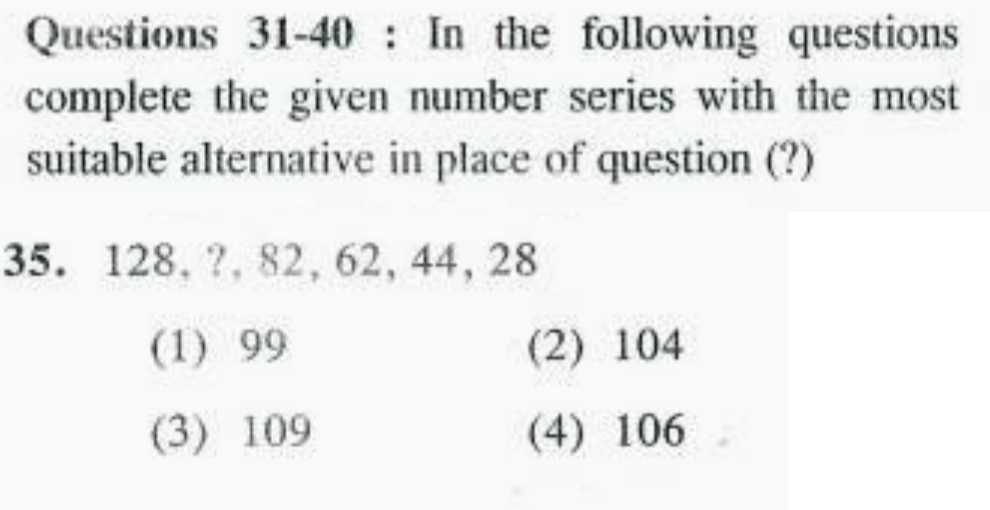 Questions 31-40 : In the following questions
complete the given number series with the most
suitable alternative in place of question (?)
35. 128, ?, 82, 62, 44, 28
(1) 99 (2) 104
(3) 109 (4) 106